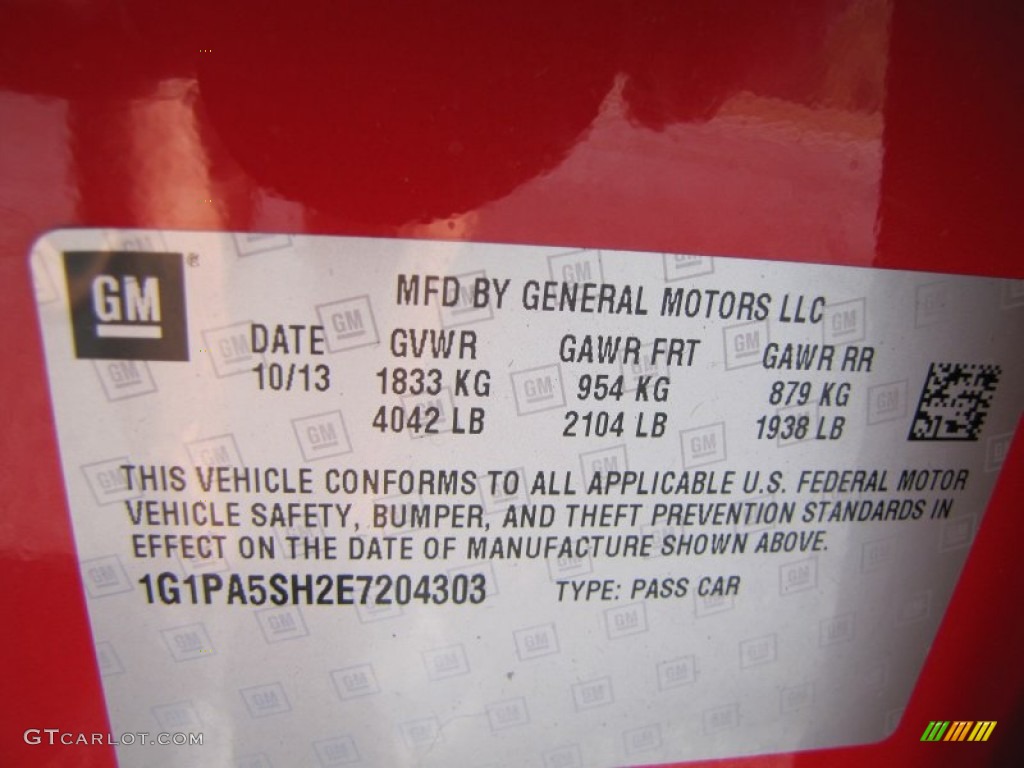 GM®
MFD BY GENERAL MOTORS LLC
DATE GVWR GAWR FRT GAWR RR
10/13 1833 KG 954 KG 879 KG
4042 LB 2104 LB 1938 LB
THIS VEHICLE CONFORMS TO ALL APPLICABLE U.S. FEDERAL MOTOR
VEHICLE SAFETY, BUMPER, AND THEFT PREVENTION STANDARDS IN
EFFECT ON THE DATE OF MANUFACTURE SHOWN ABOVE.
1G1PA5SH2E7204303 TYPE: PASS CAR
GTCARLOT.COM